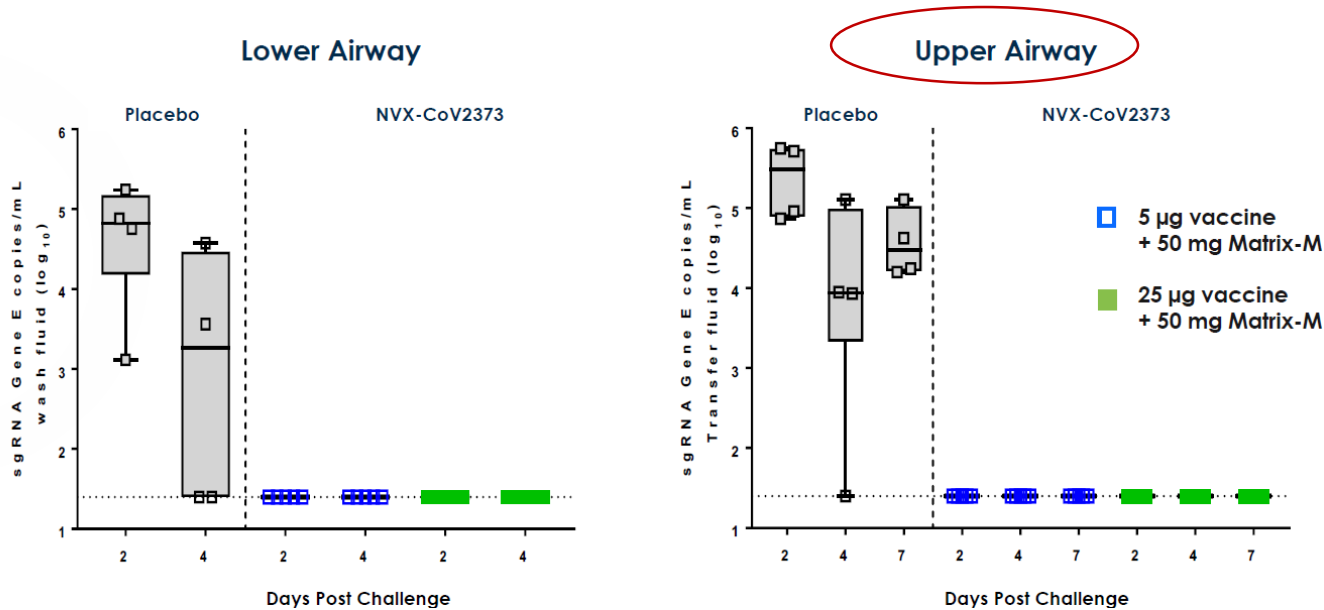 Lower Airway
Placebo
NVX-CoV2373
sgRNA Gene E copies/mL
wash fluid (log10)
6
5
4
3
2
1
2
4
2
4
2
4
Days Post Challenge
Upper Airway
Placebo
NVX-CoV2373
sgRNA Gene E copies/mL
Transfer fluid (log10)
6
5
4
3
2
1
2
4
7
2
4
7
2
4
7
Days Post Challenge
5 µg vaccine
+ 50 mg Matrix-M
25 µg vaccine
+ 50 mg Matrix-M